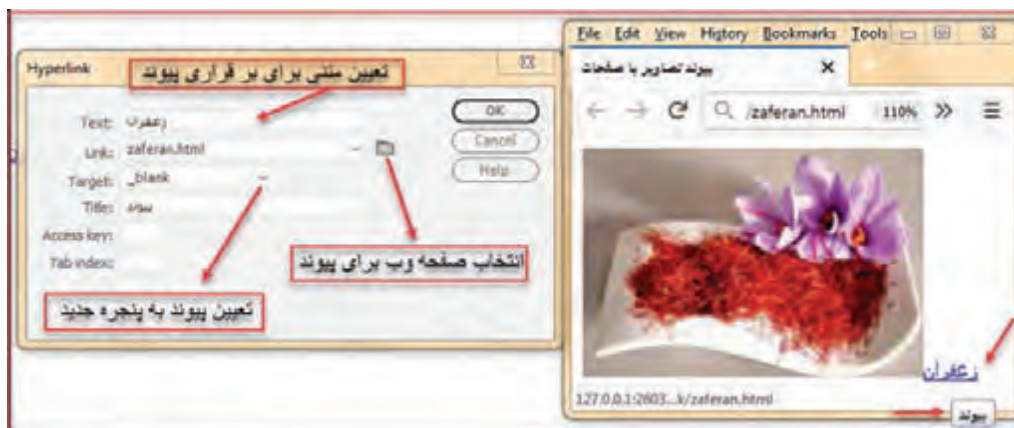 Hyperlink
تعیین متنی برای بر قراری پیوند
Text: زعفران
Link: zaferan.html
Target: _blank
Title: پیوند
Access key:
Tab index:
OK
Cancel
Help
انتخاب صفحه وب برای پیوند
تعیین پیوند به پنجره جدید
File Edit View History Bookmarks Tools
پیوند تصاویر با صفحات
/zaferan.html 110%
زعفران
127.0.0.1:2603...k/zaferan.html
پیوند